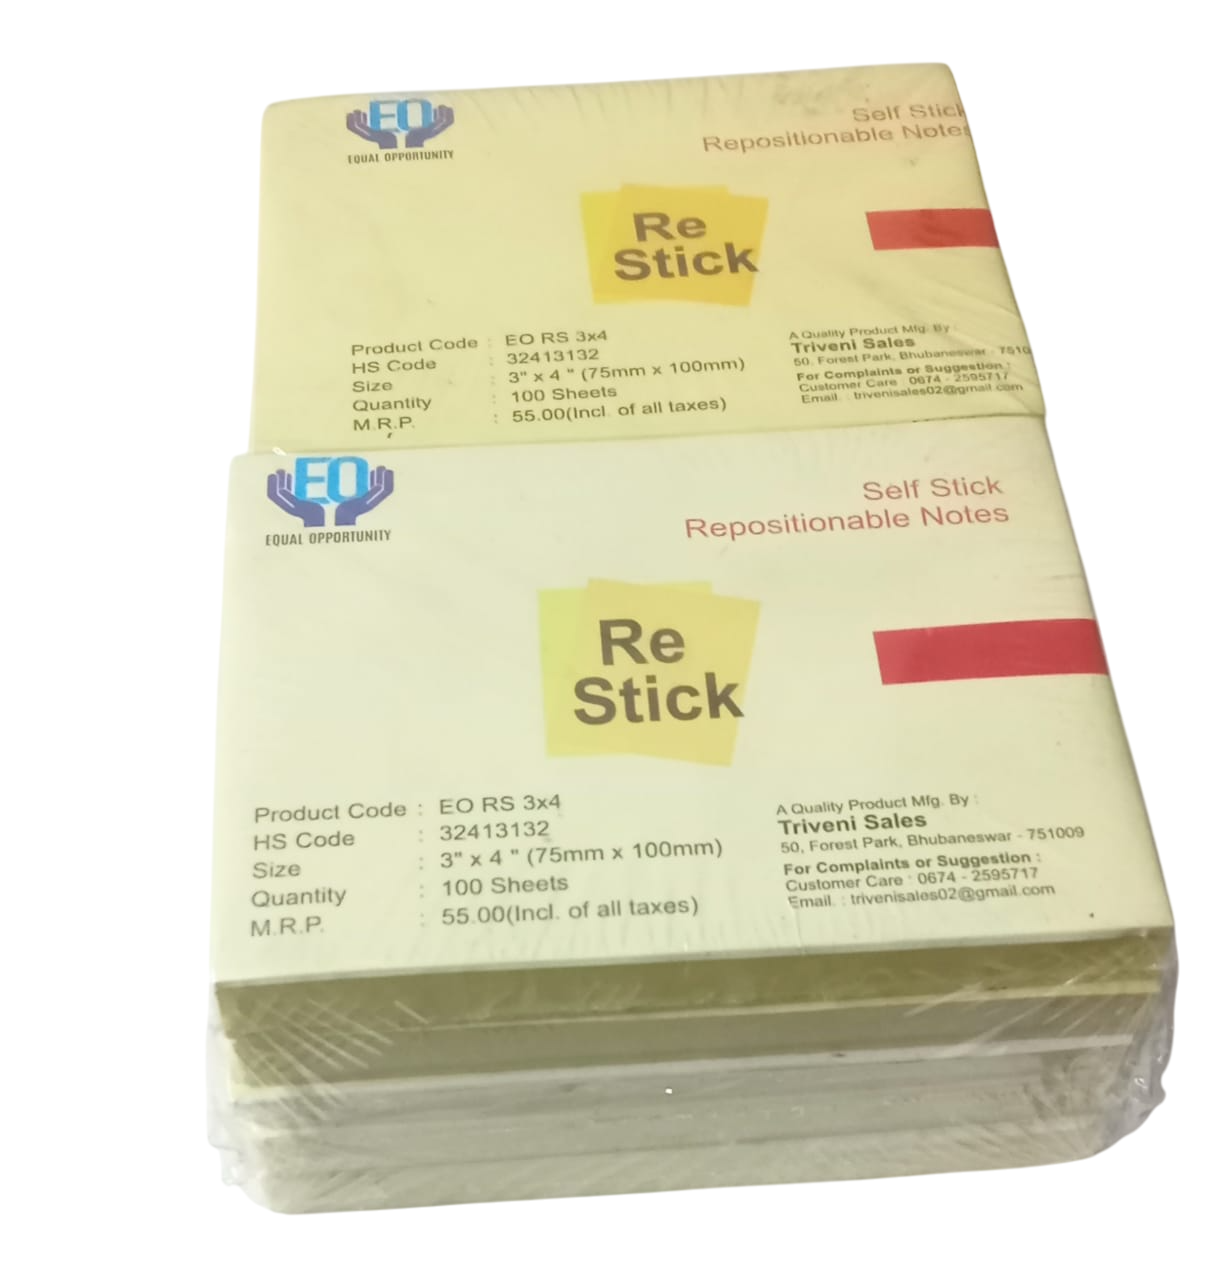 EO
EQUAL OPPORTUNITY
Self Stick
Repositionable Notes
Re
Stick
Product Code : EO RS 3x4
HS Code : 32413132
Size : 3" x 4 " (75mm x 100mm)
Quantity : 100 Sheets
M.R.P. : 55.00(Incl. of all taxes)
A Quality Product Mfg. By :
Triveni Sales
50, Forest Park, Bhubaneswar - 7510
For Complaints or Suggestion :
Customer Care : 0674 - 2595717
Email. : trivenisales02@gmail.com
EO
EQUAL OPPORTUNITY
Self Stick
Repositionable Notes
Re
Stick
Product Code : EO RS 3x4
HS Code : 32413132
Size : 3" x 4 " (75mm x 100mm)
Quantity : 100 Sheets
M.R.P. : 55.00(Incl. of all taxes)
A Quality Product Mfg. By :
Triveni Sales
50, Forest Park, Bhubaneswar - 751009
For Complaints or Suggestion :
Customer Care : 0674 - 2595717
Email. : trivenisales02@gmail.com